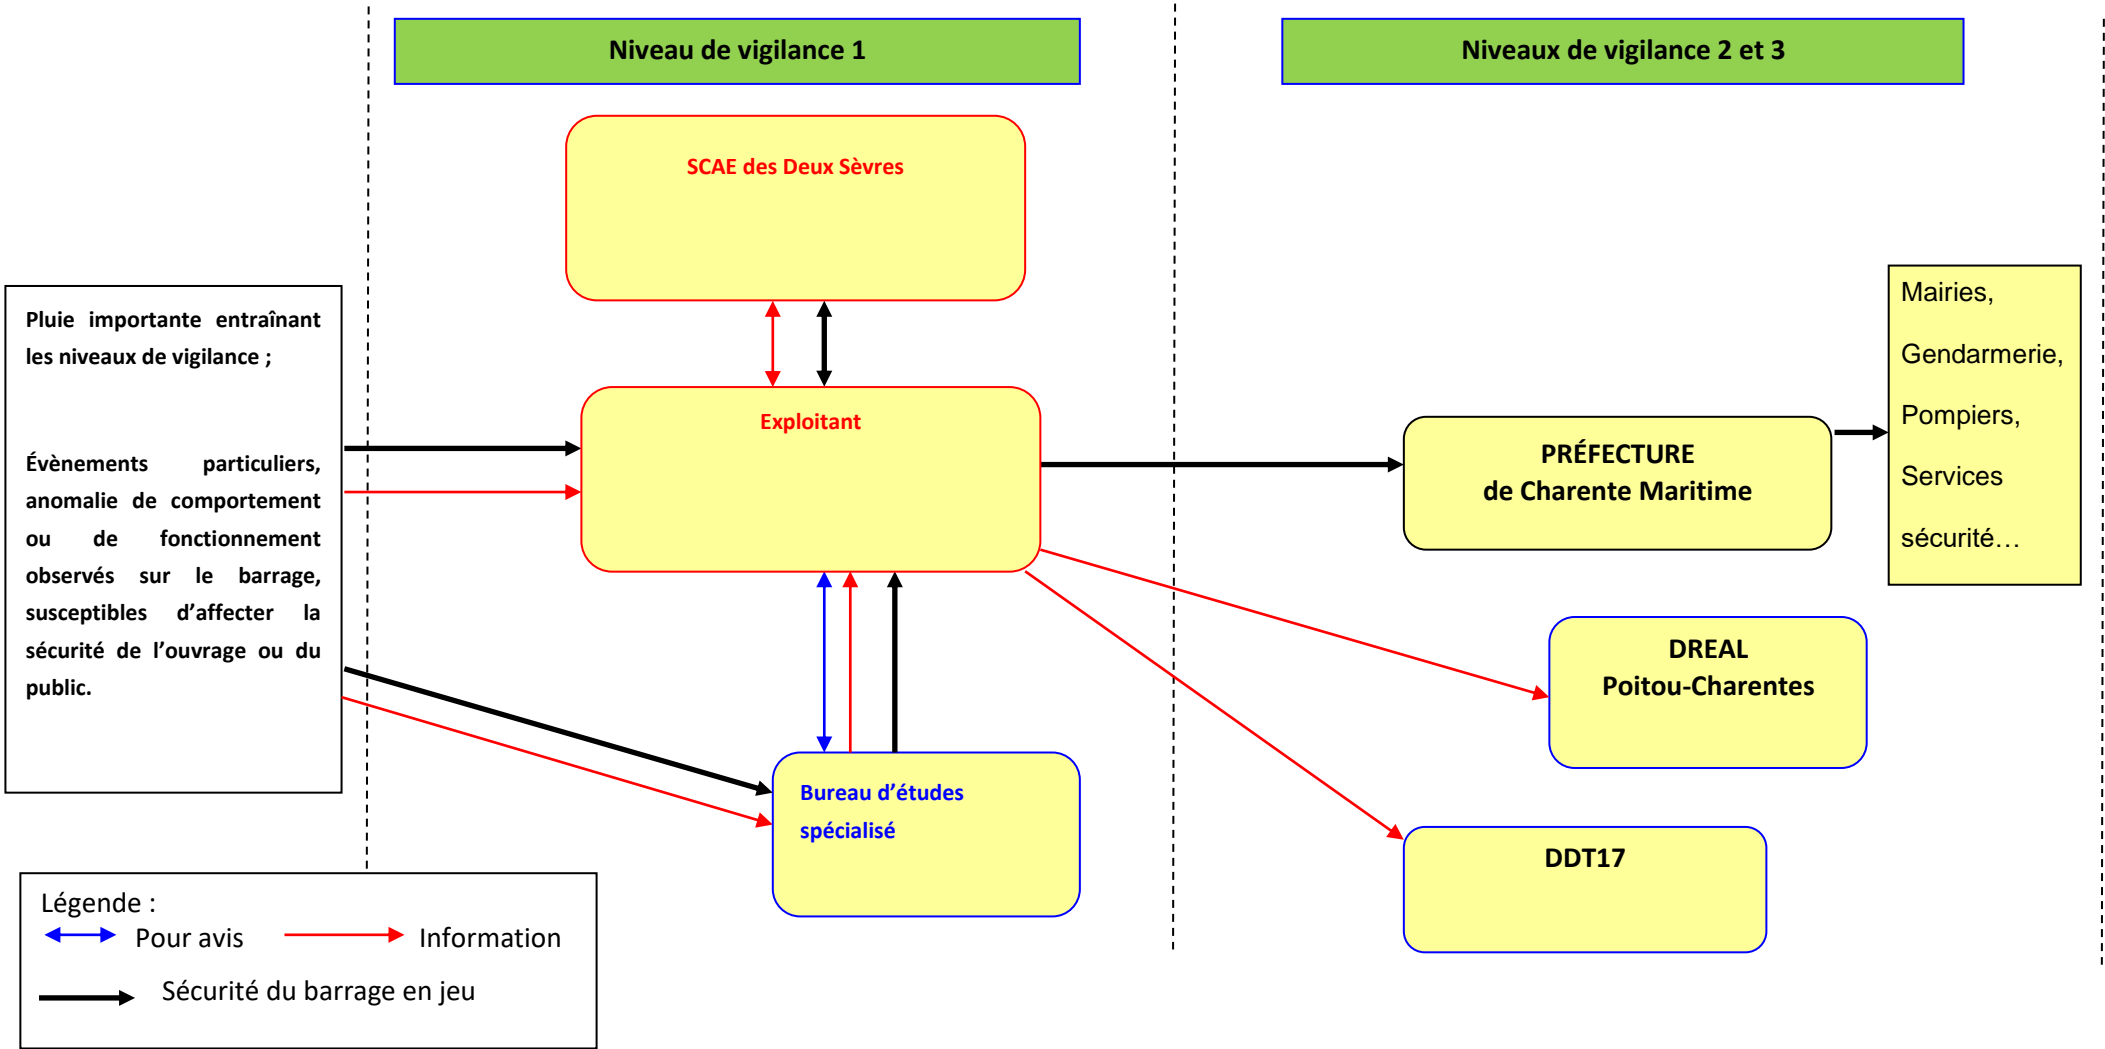 Niveau de vigilance 1
Niveaux de vigilance 2 et 3
SCAE des Deux Sèvres
Pluie importante entraînant
les niveaux de vigilance ;
Évènements particuliers,
anomalie de comportement
ou de fonctionnement
observés sur le barrage,
susceptibles d'affecter la
sécurité de l'ouvrage ou du
public.
Exploitant
PRÉFECTURE
de Charente Maritime
Mairies,
Gendarmerie,
Pompiers,
Services
sécurité…
DREAL
Poitou-Charentes
Bureau d'études
spécialisé
DDT17
Légende :
Pour avis
Information
Sécurité du barrage en jeu